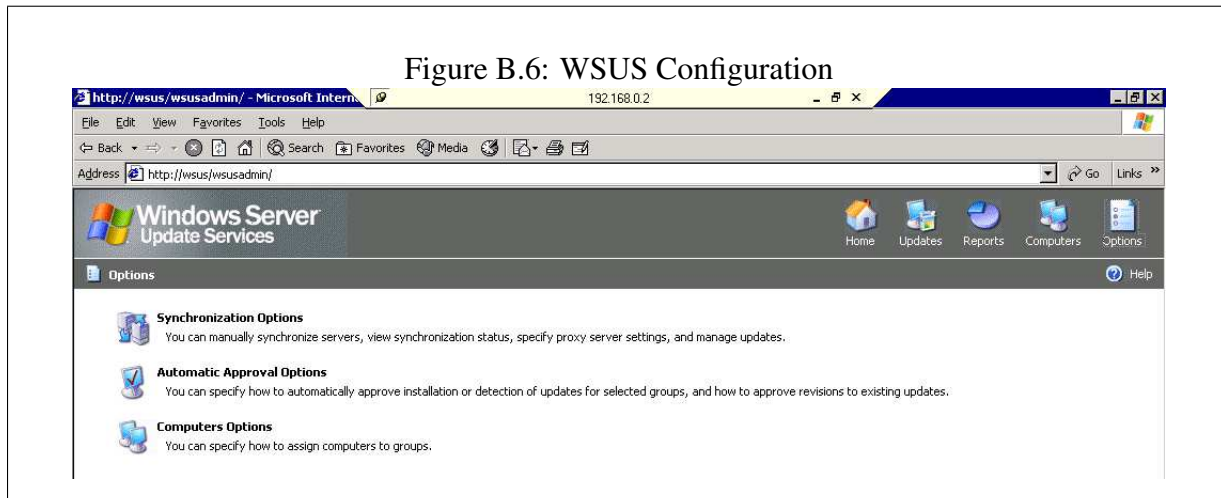 Figure B.6: WSUS Configuration
http://wsus/wsusadmin/ - Microsoft Intern
192.168.0.2
File Edit View Favorites Tools Help
Back Search Favorites Media
Address http://wsus/wsusadmin/ Go Links »
Windows Server
Update Services
Home Updates Reports Computers Options
Options Help
Synchronization Options
You can manually synchronize servers, view synchronization status, specify proxy server settings, and manage updates.
Automatic Approval Options
You can specify how to automatically approve installation or detection of updates for selected groups, and how to approve revisions to existing updates.
Computers Options
You can specify how to assign computers to groups.